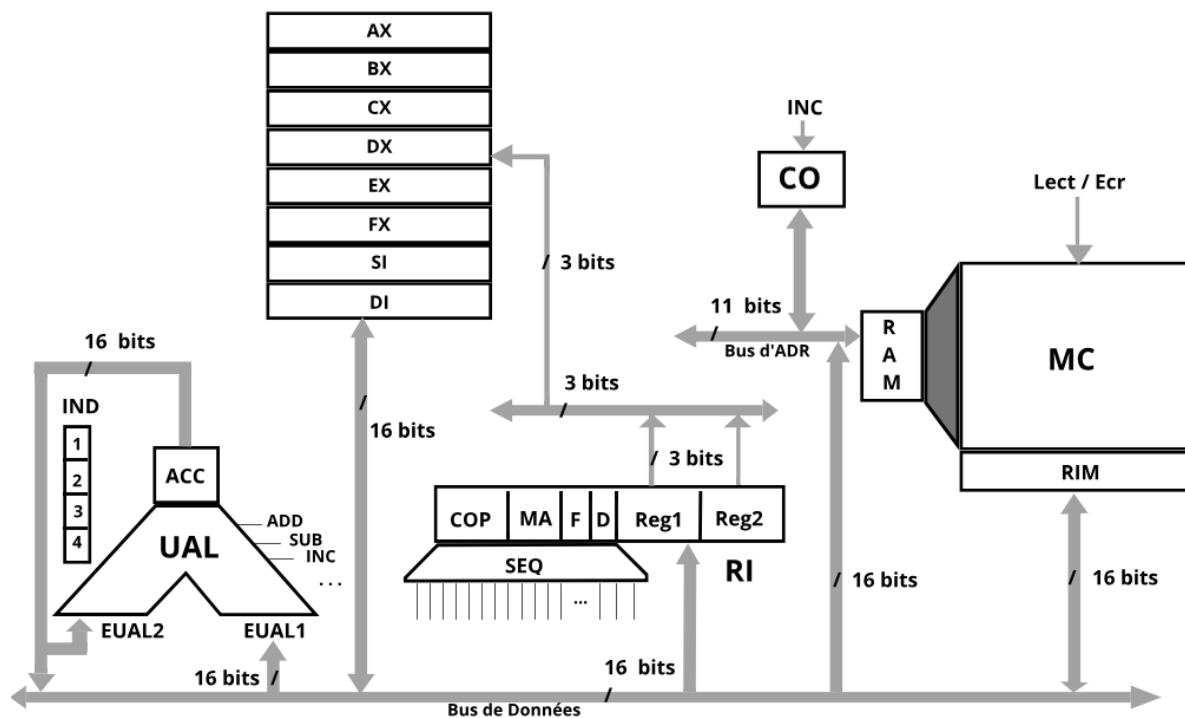 AX
BX
CX
DX
EX
FX
SI
DI
INC
CO
Lect / Ecr
/ 3 bits
11 bits
/
Bus d'ADR
R
A
M
MC
RIM
16 bits
/
IND
1
2
3
4
ACC
UAL
ADD
SUB
INC
...
EUAL2
EUAL1
/
16 bits
3 bits
/
/ 3 bits
COP
MA
F
D
Reg1
Reg2
SEQ
...
RI
/ 16 bits
/ 16 bits
16 bits /
16 bits
/
Bus de Données